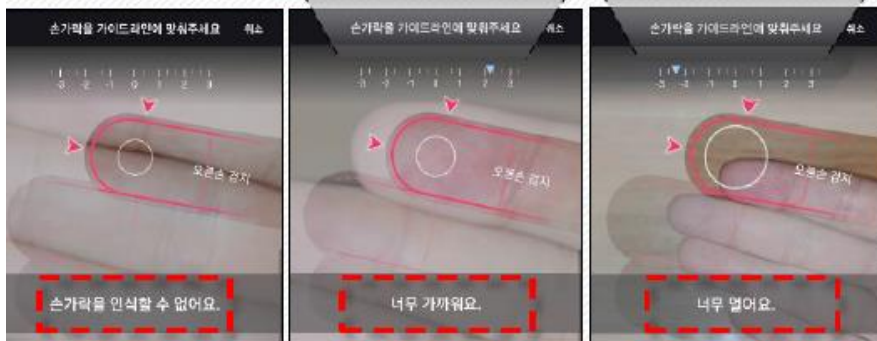 손가락을 가이드라인에 맞춰주세요 취소
-3 -2 -1 0 1 2 3
오른손 검지
손가락을 인식할 수 없어요.
손가락을 가이드라인에 맞춰주세요 취소
-3 -2 -1 0 1 2 3
오른손 검지
너무 가까워요.
손가락을 가이드라인에 맞춰주세요 취소
-3 -2 -1 0 1 2 3
오른손 검지
너무 멀어요.